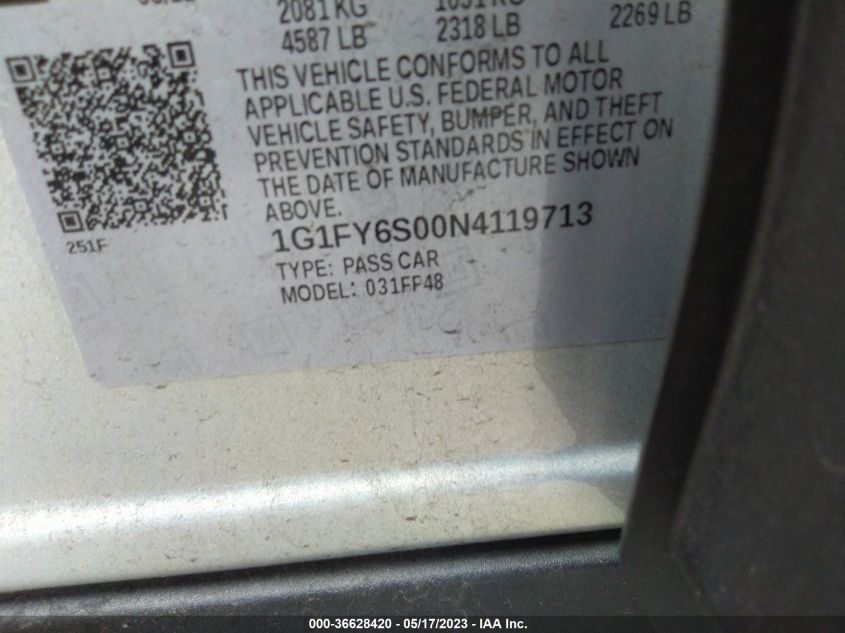 2081 KG
4587 LB
2318 LB
2269 LB
THIS VEHICLE CONFORMS TO ALL
APPLICABLE U.S. FEDERAL MOTOR
VEHICLE SAFETY, BUMPER, AND THEFT
PREVENTION STANDARDS IN EFFECT ON
THE DATE OF MANUFACTURE SHOWN
ABOVE.
251F
1G1FY6S00N4119713
TYPE: PASS CAR
MODEL: 031FF48
000-36628420 - 05/17/2023 - IAA Inc.